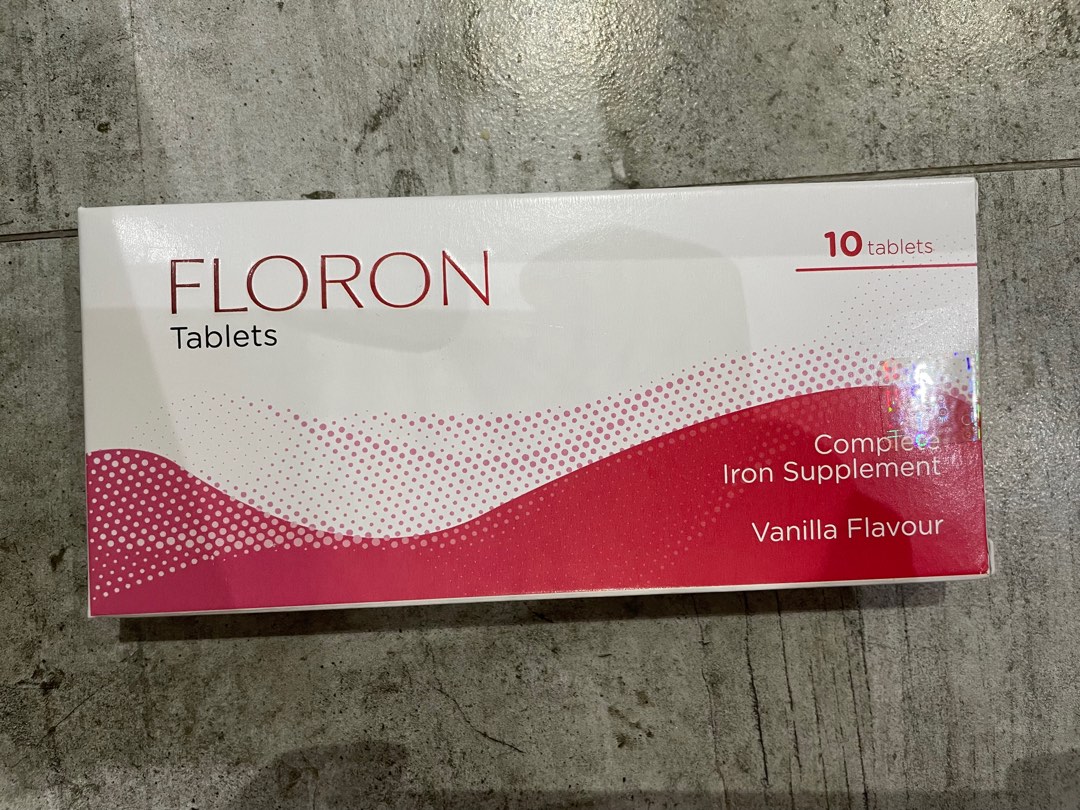 FLORON
Tablets
10 tablets
Complete
Iron Supplement
Vanilla Flavour